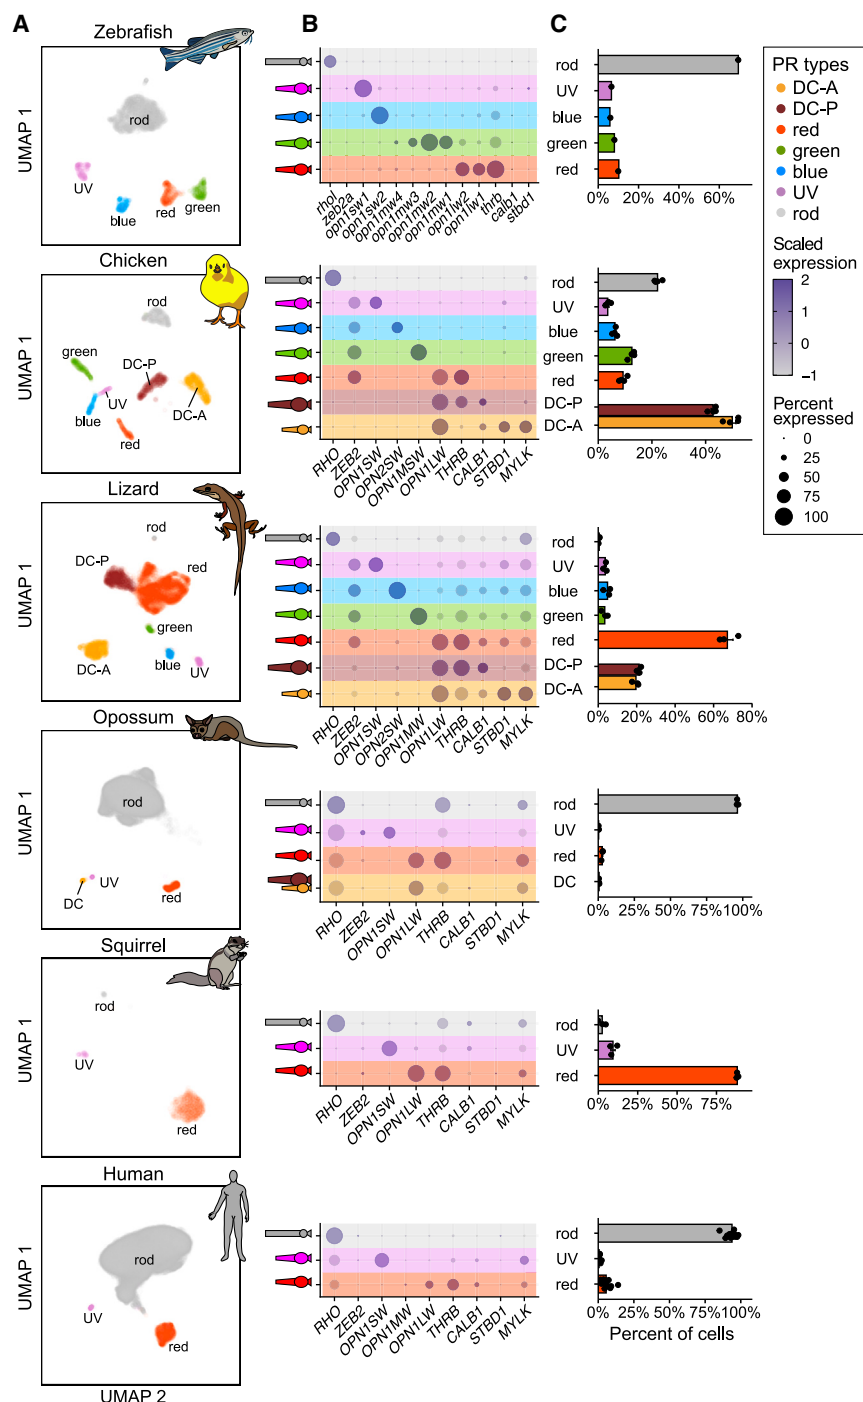 A
B
C
Zebrafish
UMAP 1
rod
UV
blue
red
green
rhol
zeb2a
opn1sw1
opn1sw2
opn1mw4
opn1mw3
opn1mw2
opn1mw1
opn1lw2
opn1lw1
thrb
calb1
stbd1
rod
UV
blue
green
red
0%
20%
40%
60%
PR types
DC-A
DC-P
red
green
blue
UV
rod
Scaled
expression
2
1
0
−1
Percent
expressed
0
25
50
75
100
Chicken
UMAP 1
rod
green
DC-P
UV
blue
DC-A
red
RHO
ZEB2
OPN1SW
OPN2SW
OPN1MSW
OPN1LW
THRB
CALB1
STBD1
MYLK
rod
UV
blue
green
red
DC-P
DC-A
0%
20%
40%
Lizard
UMAP 1
rod
DC-P
red
green
DC-A
blue
UV
RHO
ZEB2
OPN1SW
OPN2SW
OPN1MW
OPN1LW
THRB
CALB1
STBD1
MYLK
rod
UV
blue
green
red
DC-P
DC-A
0%
20%
40%
60%
80%
Opossum
UMAP 1
rod
UV
DC
red
RHO
ZEB2
OPN1SW
OPN1LW
THRB
CALB1
STBD1
MYLK
rod
UV
red
DC
0%
25%
50%
75%
100%
Squirrel
UMAP 1
rod
UV
red
RHO
ZEB2
OPN1SW
OPN1LW
THRB
CALB1
STBD1
MYLK
rod
UV
red
0%
25%
50%
75%
Human
UMAP 1
rod
UV
red
UMAP 2
RHO
ZEB2
OPN1SW
OPN1MW
OPN1LW
THRB
CALB1
STBD1
MYLK
rod
UV
red
0%
25%
50%
75%
100%
Percent of cells